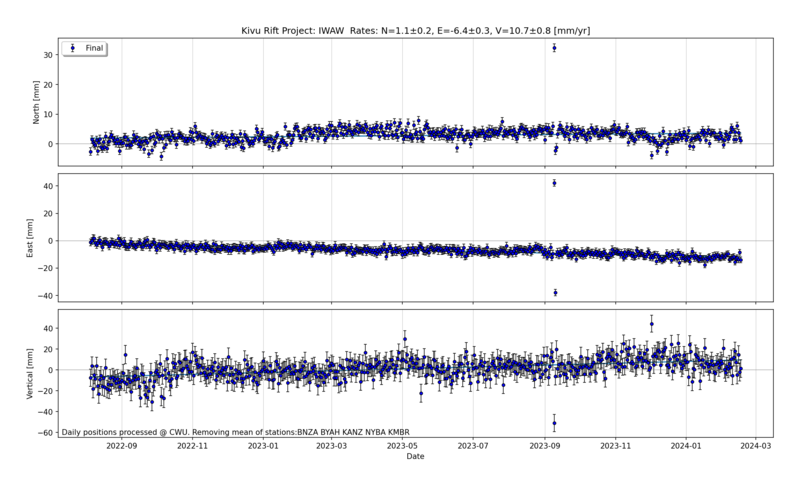 Kivu Rift Project: IWAW  Rates: N=1.1±0.2, E=-6.4±0.3, V=10.7±0.8 [mm/yr]
Final
North [mm]
30
20
10
0
East [mm]
40
20
0
−20
−40
Vertical [mm]
40
20
0
−20
−40
−60
Daily positions processed @ CWU. Removing mean of stations:BNZA BYAH KANZ NYBA KMBR
2022-09 2022-11 2023-01 2023-03 2023-05 2023-07 2023-09 2023-11 2024-01 2024-03
Date